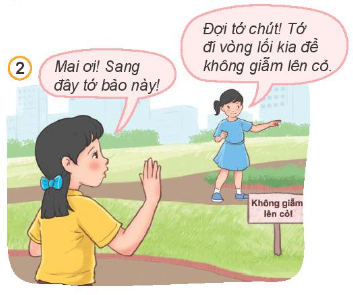 2
Mai ơi! Sang
đây tớ bảo này!
Đợi tớ chút! Tớ
đi vòng lối kia để
không giẫm lên cỏ.
Không giẫm
lên cỏ!